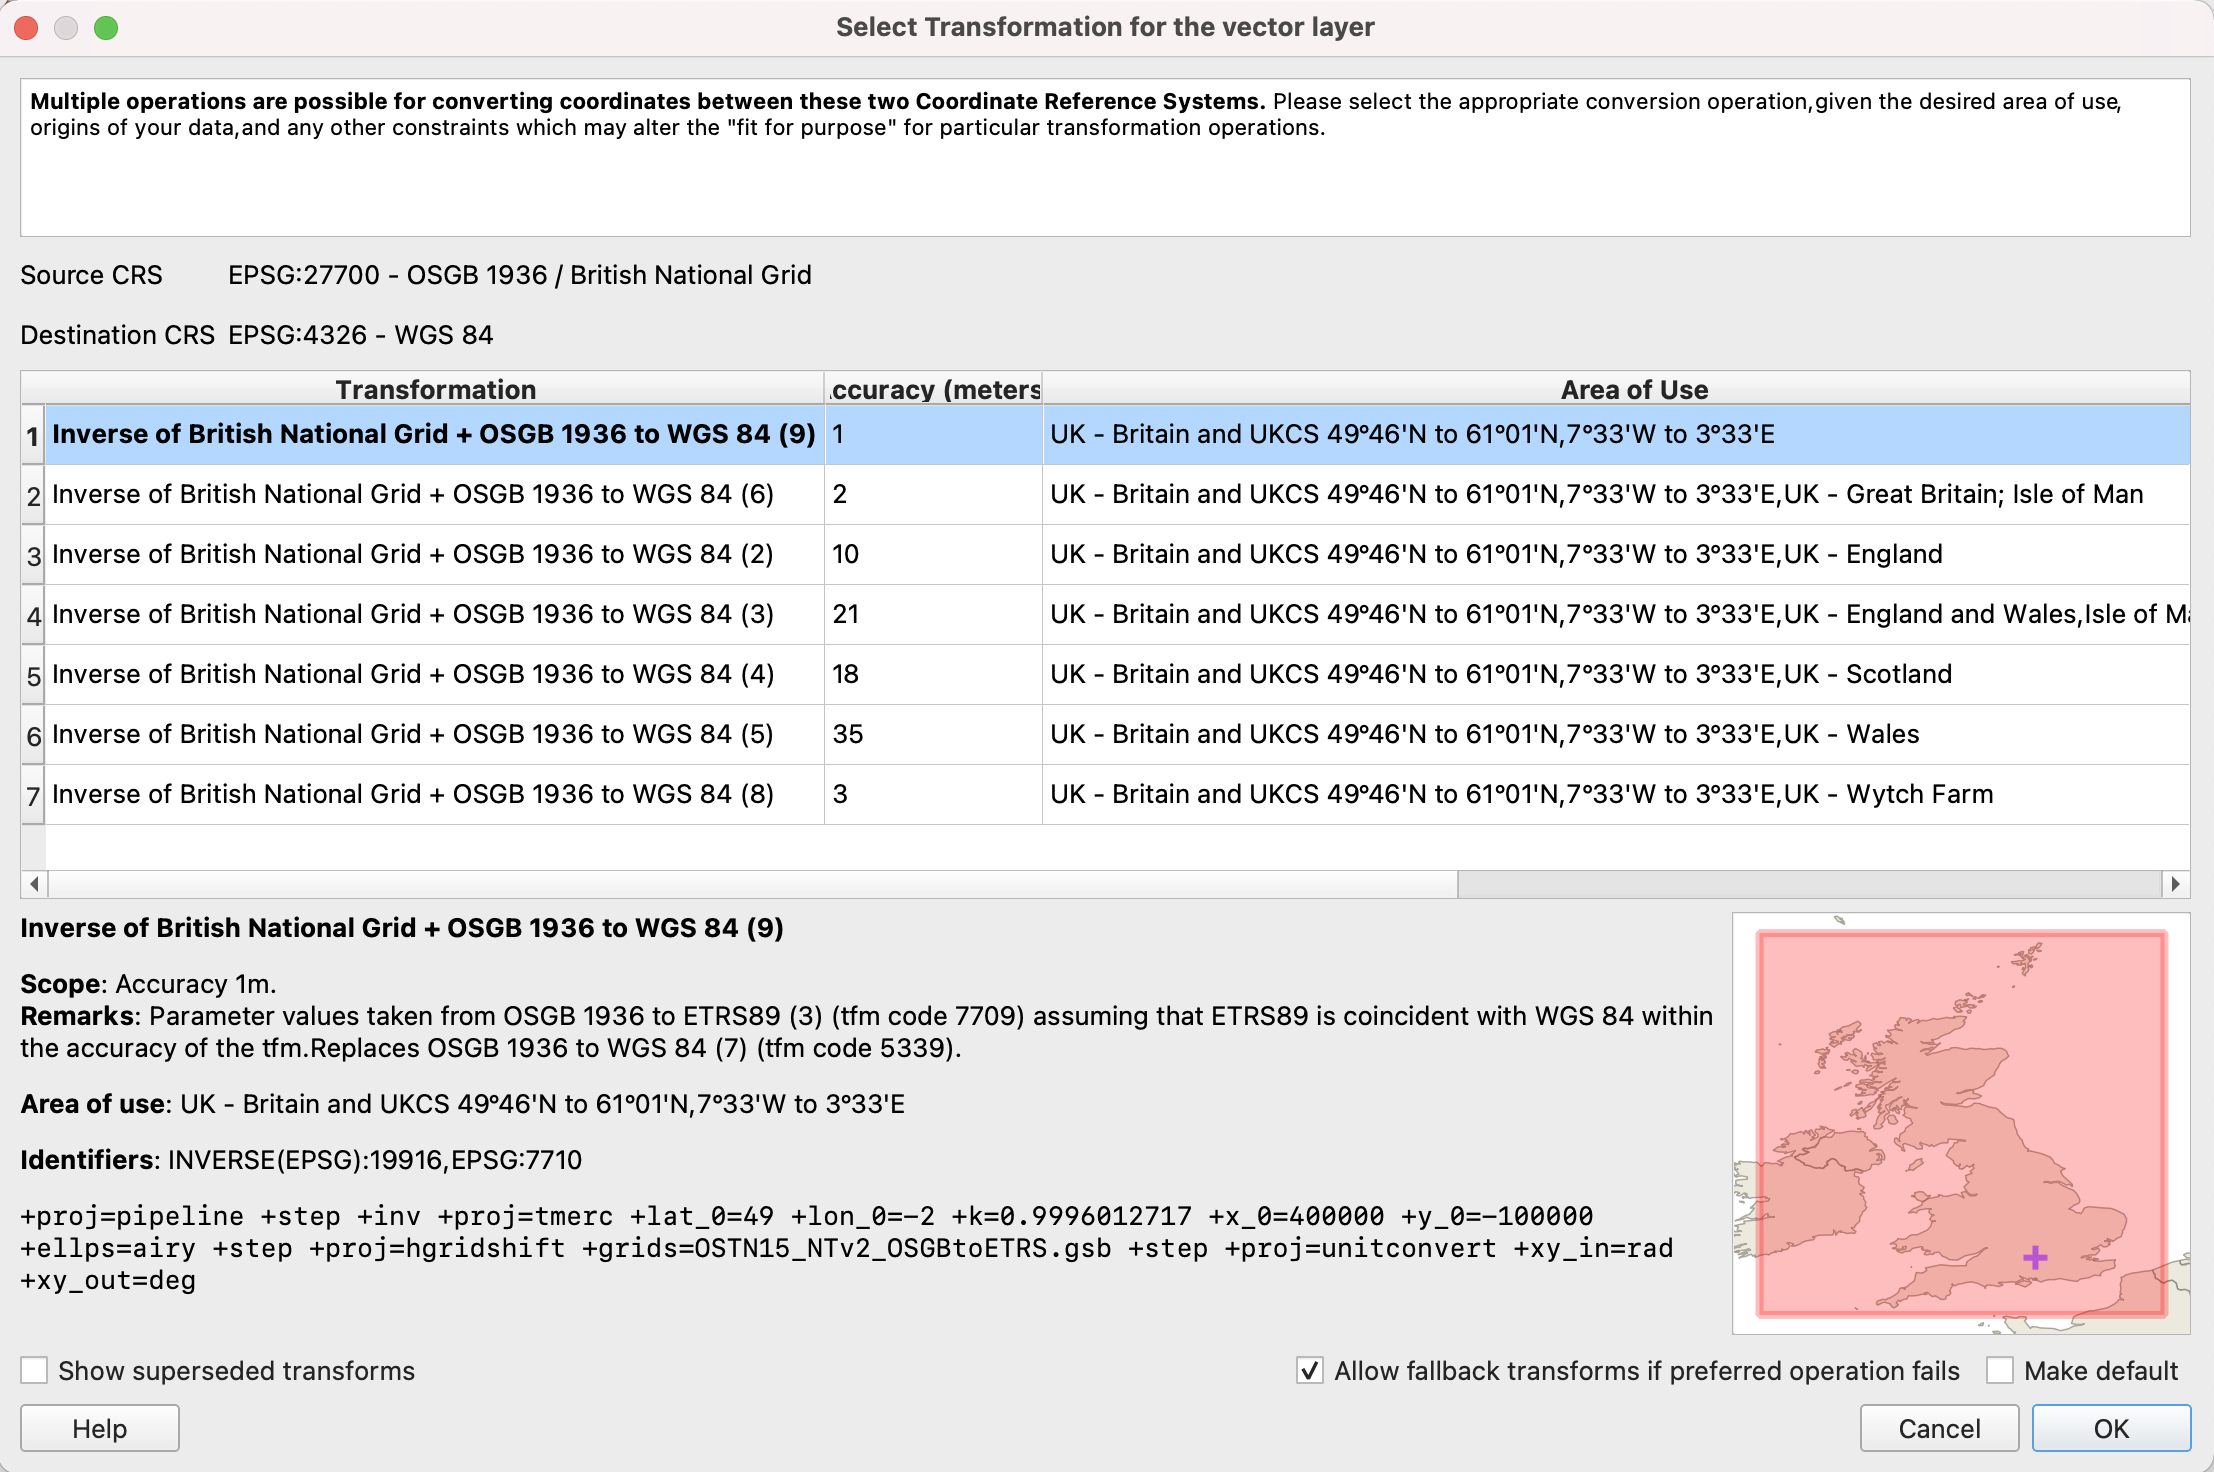 Select Transformation for the vector layer
Multiple operations are possible for converting coordinates between these two Coordinate Reference Systems. Please select the appropriate conversion operation,given the desired area of use,
origins of your data,and any other constraints which may alter the "fit for purpose" for particular transformation operations.
Source CRS EPSG:27700 - OSGB 1936 / British National Grid
Destination CRS EPSG:4326 - WGS 84
Transformation ccuracy (meters Area of Use
1 Inverse of British National Grid + OSGB 1936 to WGS 84 (9) 1 UK - Britain and UKCS 49°46'N to 61°01'N,7°33'W to 3°33'E
2 Inverse of British National Grid + OSGB 1936 to WGS 84 (6) 2 UK - Britain and UKCS 49°46'N to 61°01'N,7°33'W to 3°33'E,UK - Great Britain; Isle of Man
3 Inverse of British National Grid + OSGB 1936 to WGS 84 (2) 10 UK - Britain and UKCS 49°46'N to 61°01'N,7°33'W to 3°33'E,UK - England
4 Inverse of British National Grid + OSGB 1936 to WGS 84 (3) 21 UK - Britain and UKCS 49°46'N to 61°01'N,7°33'W to 3°33'E,UK - England and Wales,Isle of Ma
5 Inverse of British National Grid + OSGB 1936 to WGS 84 (4) 18 UK - Britain and UKCS 49°46'N to 61°01'N,7°33'W to 3°33'E,UK - Scotland
6 Inverse of British National Grid + OSGB 1936 to WGS 84 (5) 35 UK - Britain and UKCS 49°46'N to 61°01'N,7°33'W to 3°33'E,UK - Wales
7 Inverse of British National Grid + OSGB 1936 to WGS 84 (8) 3 UK - Britain and UKCS 49°46'N to 61°01'N,7°33'W to 3°33'E,UK - Wytch Farm
Inverse of British National Grid + OSGB 1936 to WGS 84 (9)
Scope: Accuracy 1m.
Remarks: Parameter values taken from OSGB 1936 to ETRS89 (3) (tfm code 7709) assuming that ETRS89 is coincident with WGS 84 within
the accuracy of the tfm.Replaces OSGB 1936 to WGS 84 (7) (tfm code 5339).
Area of use: UK - Britain and UKCS 49°46'N to 61°01'N,7°33'W to 3°33'E
Identifiers: INVERSE(EPSG):19916,EPSG:7710
+proj=pipeline +step +inv +proj=tmerc +lat_0=49 +lon_0=-2 +k=0.9996012717 +x_0=400000 +y_0=-100000
+ellps=airy +step +proj=hgridshift +grids=OSTN15_NTv2_OSGBtoETRS.gsb +step +proj=unitconvert +xy_in=rad
+xy_out=deg
Show superseded transforms Allow fallback transforms if preferred operation fails Make default
Help Cancel OK